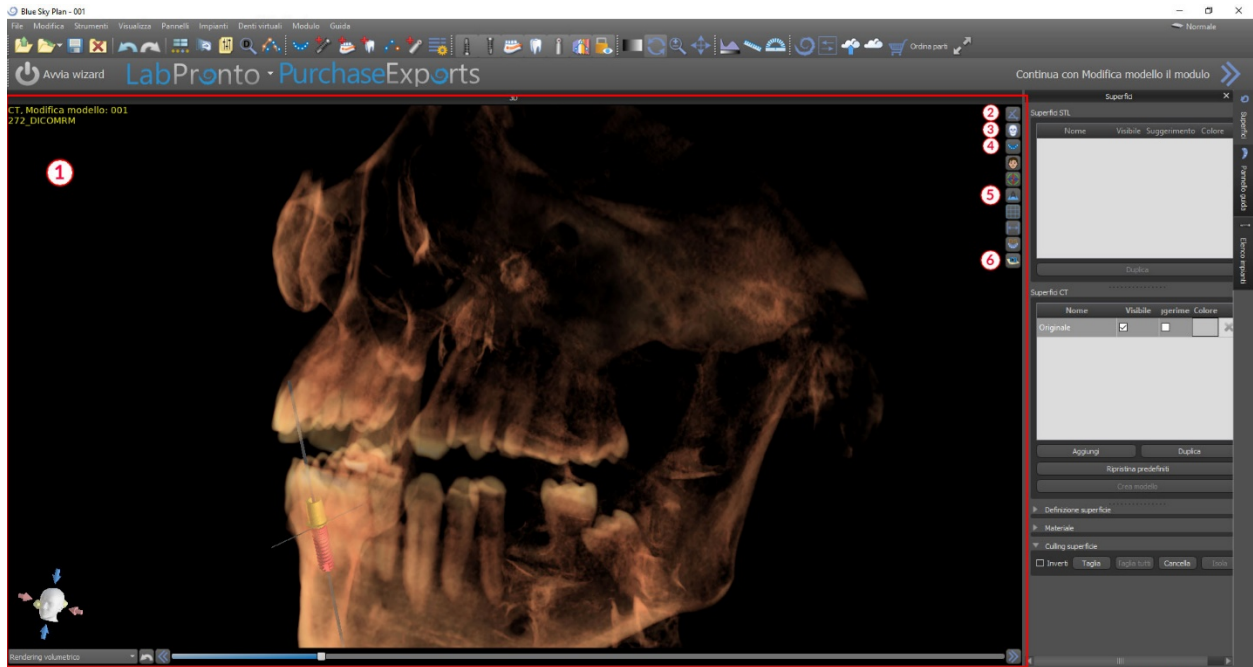 Blue Sky Plan - 001
File Modifica Strumenti Visualizza Pannelli Impianti Denti virtuali Modulo Guida
Normale
Ordina parti
Avvia wizard LabPronto PurchaseExports
Continua con Modifica modello il modulo
3D
Superfici
CT, Modifica modello: 001
272_DICOMRM
1
2
3
4
5
6
Superfici STL
Nome Visibile Suggerimento Colore
Duplica
Superfici CT
Nome Visibile ıgerime Colore
Originale
Aggiungi Duplica
Ripristina predefiniti
Crea modello
Definizione superficie
Materiale
Culling superficie
Inverti Taglia Taglia tutti Cancella Isola
Superfici
Pannello guida
Elenco impianti
Rendering volumetrico